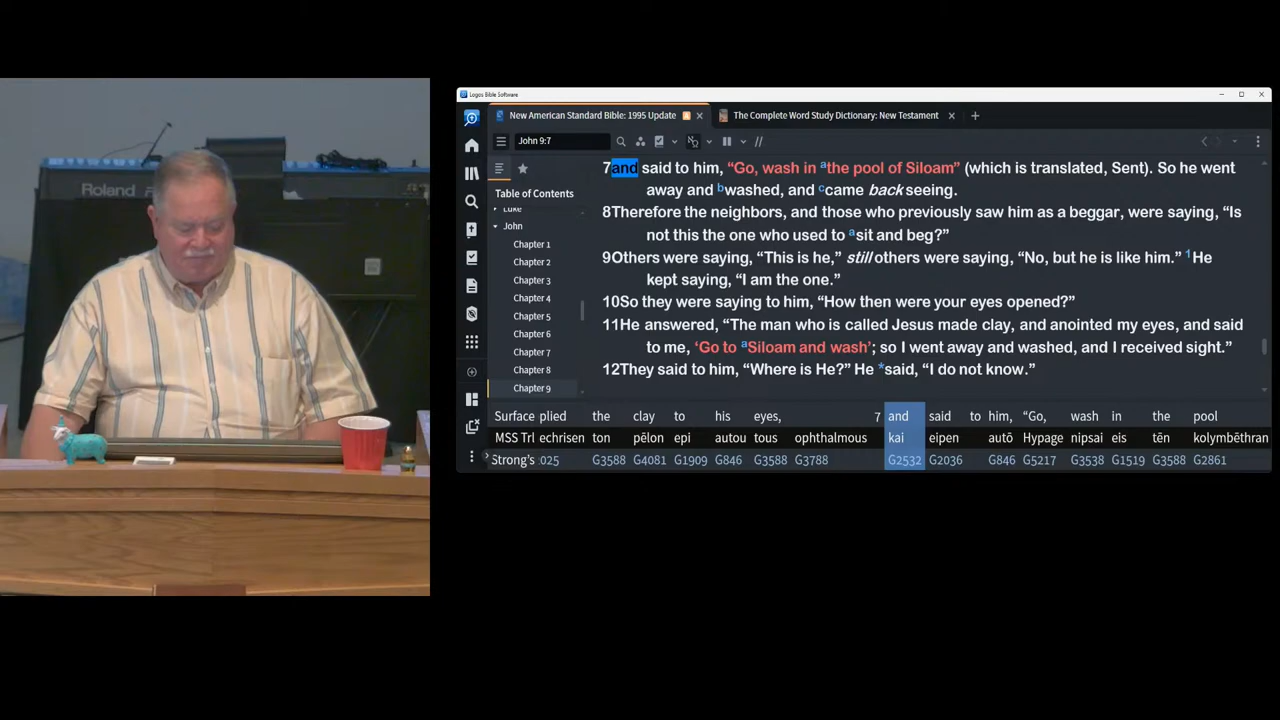 Roland
Logos Bible Software
New American Standard Bible: 1995 Update
The Complete Word Study Dictionary: New Testament
John 9:7
Table of Contents
Luke
John
Chapter 1
Chapter 2
Chapter 3
Chapter 4
Chapter 5
Chapter 6
Chapter 7
Chapter 8
Chapter 9
7and said to him, “Go, wash in athe pool of Siloam” (which is translated, Sent). So he went
away and bwashed, and ccame back seeing.
8Therefore the neighbors, and those who previously saw him as a beggar, were saying, “Is
not this the one who used to asit and beg?”
9Others were saying, “This is he,” still others were saying, “No, but he is like him.” 1He
kept saying, “I am the one.”
10So they were saying to him, “How then were your eyes opened?”
11He answered, “The man who is called Jesus made clay, and anointed my eyes, and said
to me, ‘Go to aSiloam and wash’; so I went away and washed, and I received sight.”
12They said to him, “Where is He?” He *said, “I do not know.”
Surface plied the clay to his eyes, 7 and said to him, “Go, wash in the pool
MSS Trl echrisen ton pēlon epi autou tous ophthalmous kai eipen autō Hypage nipsai eis tēn kolymbēthran
Strong’s 025 G3588 G4081 G1909 G846 G3588 G3788 G2532 G2036 G846 G5217 G3538 G1519 G3588 G2861